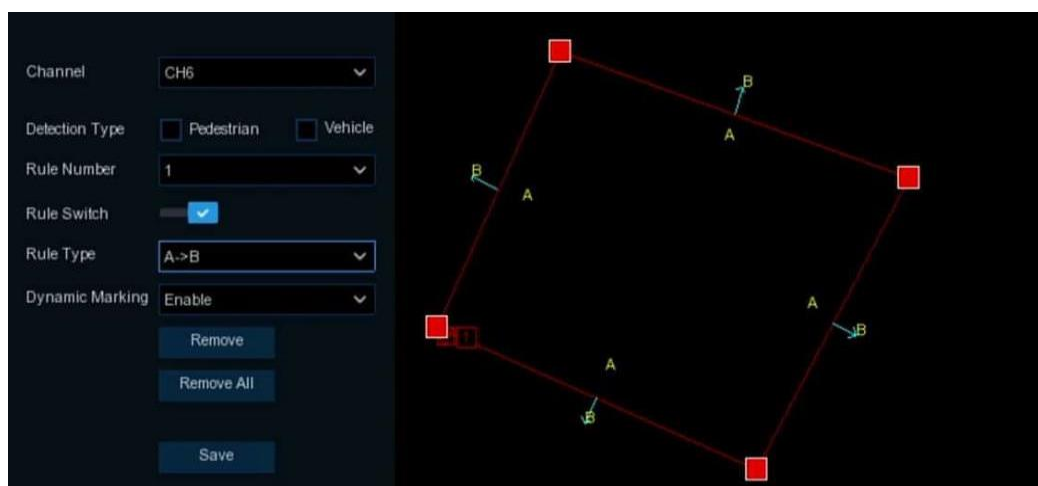 Channel
CH6
Detection Type
Pedestrian
Vehicle
Rule Number
1
Rule Switch
Rule Type
A->B
Dynamic Marking
Enable
Remove
Remove All
Save
B
A
B
A
A
B
A
B
1